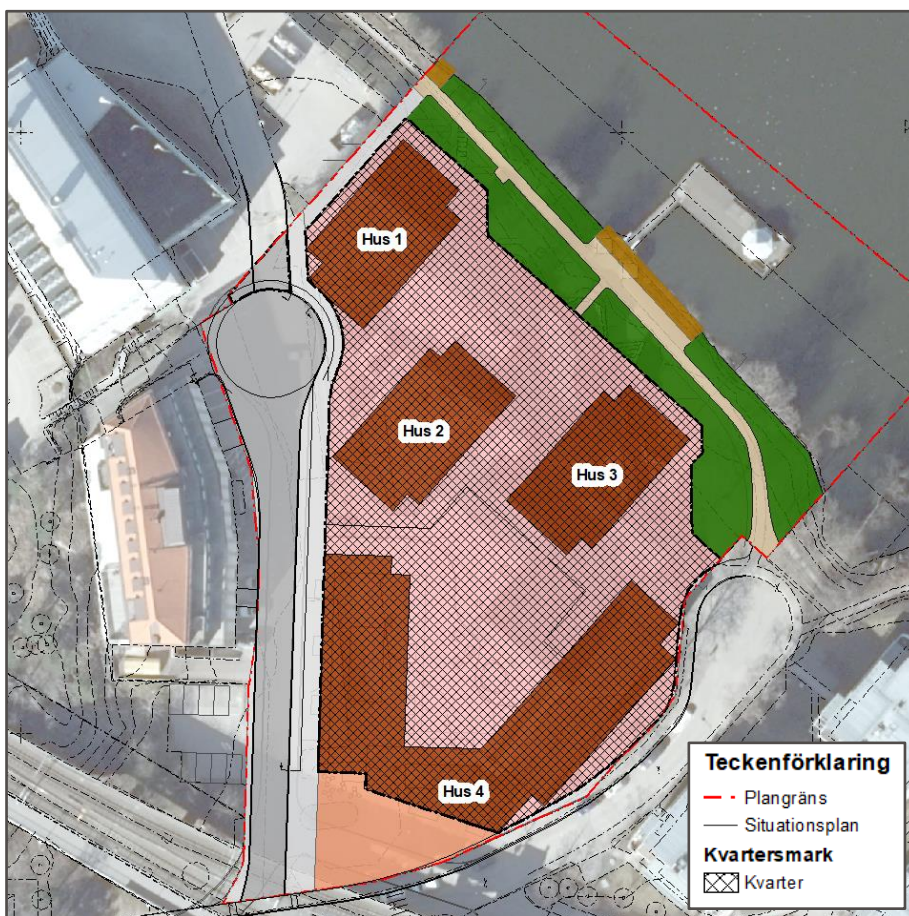 Hus 1
Hus 2
Hus 3
Hus 4
Teckenförklaring
Plangräns
Situationsplan
Kvartersmark
Kvarter